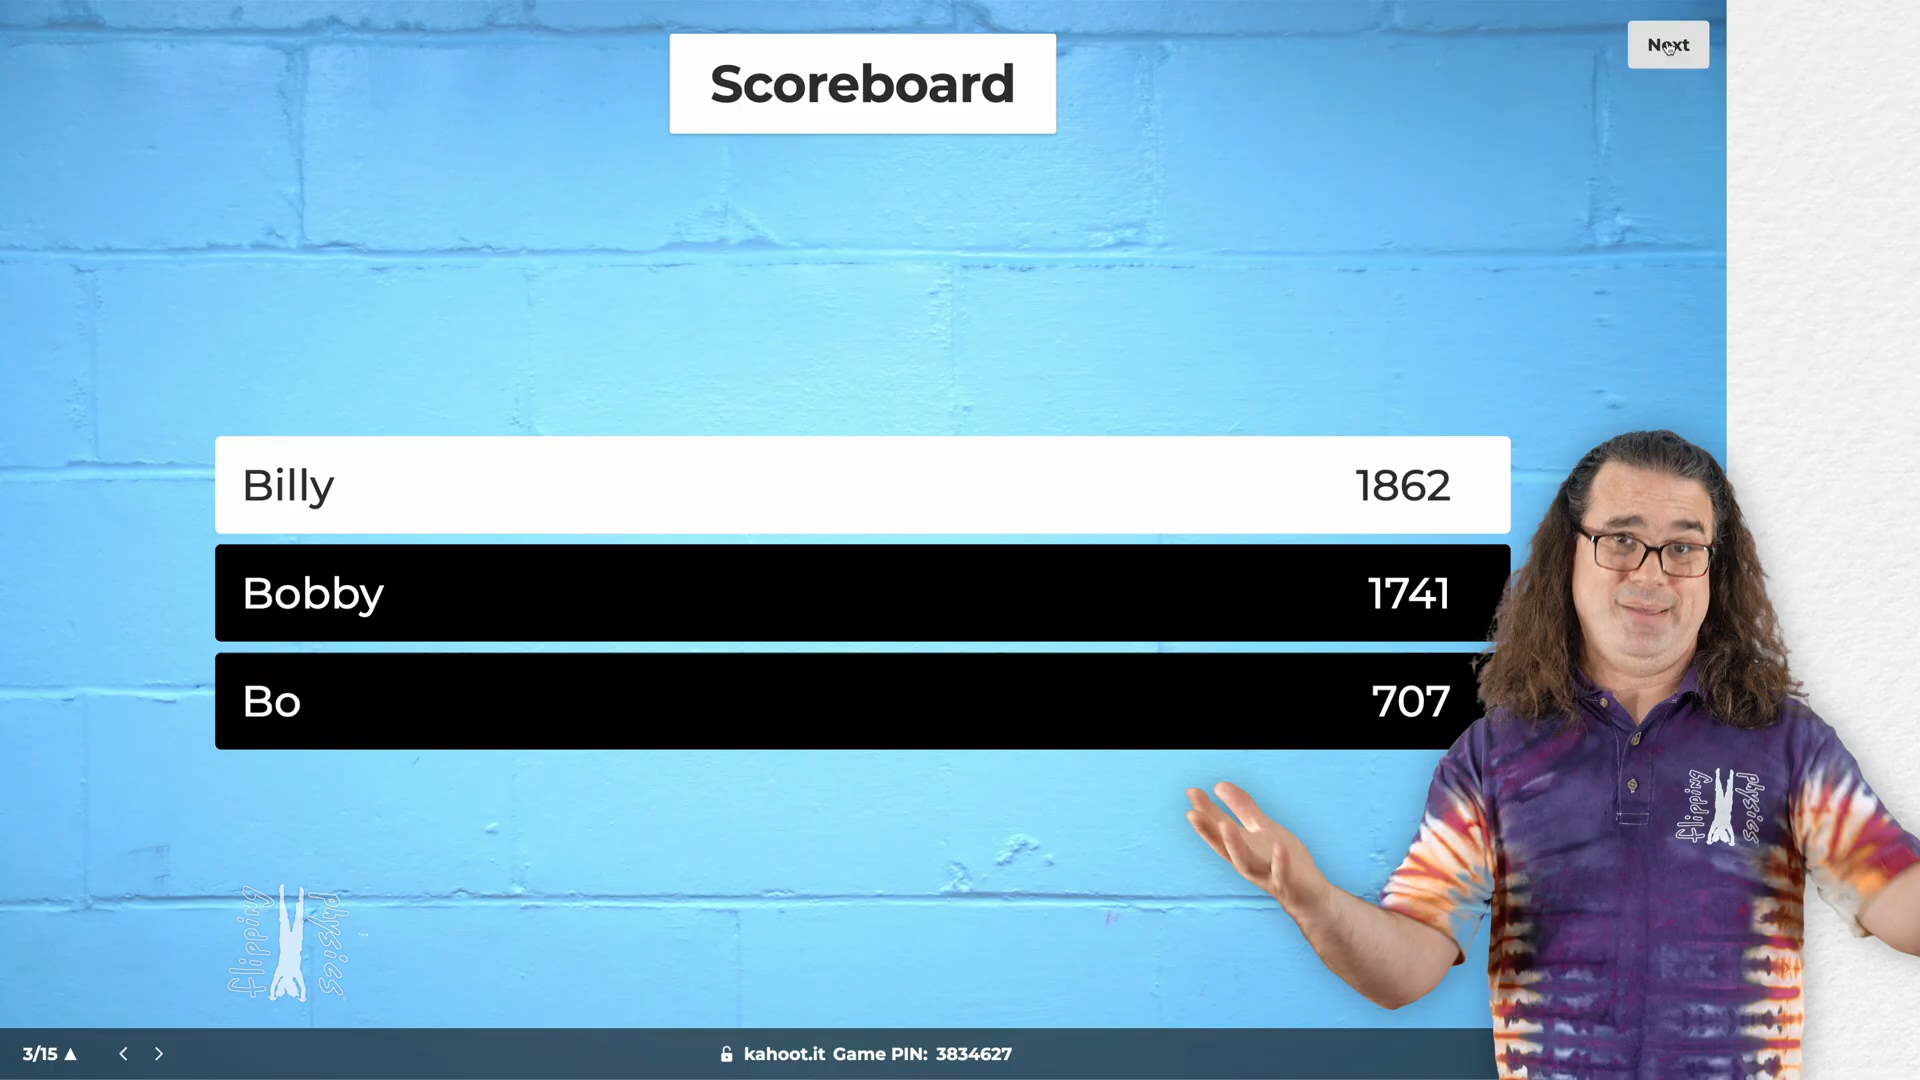 Scoreboard
Next
Billy 1862
Bobby 1741
Bo 707
flipping physics
flipping physics
3/15
kahoot.it Game PIN: 3834627